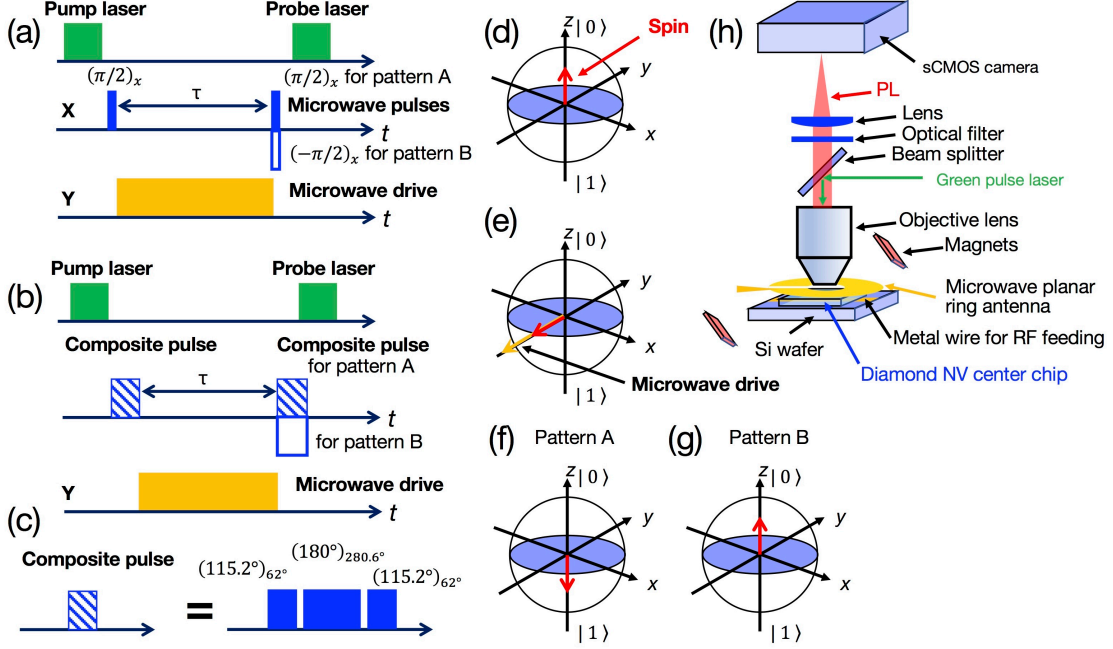 (a)
Pump laser
Probe laser
(π/2)ₓ
(π/2)ₓ for pattern A
X
τ
Microwave pulses
t
(−π/2)ₓ for pattern B
Y
Microwave drive
t
(b)
Pump laser
Probe laser
Composite pulse
Composite pulse
for pattern A
τ
t
for pattern B
Y
Microwave drive
t
(c)
Composite pulse
=
(115.2°)₆₂°
(180°)₂₈₀.₆°
(115.2°)₆₂°
(d)
z
|0⟩
Spin
y
x
|1⟩
(e)
z
|0⟩
y
x
Microwave drive
|1⟩
(f)
Pattern A
z
|0⟩
y
x
|1⟩
(g)
Pattern B
z
|0⟩
y
x
|1⟩
(h)
sCMOS camera
PL
Lens
Optical filter
Beam splitter
Green pulse laser
Objective lens
Magnets
Microwave planar
ring antenna
Metal wire for RF feeding
Si wafer
Diamond NV center chip